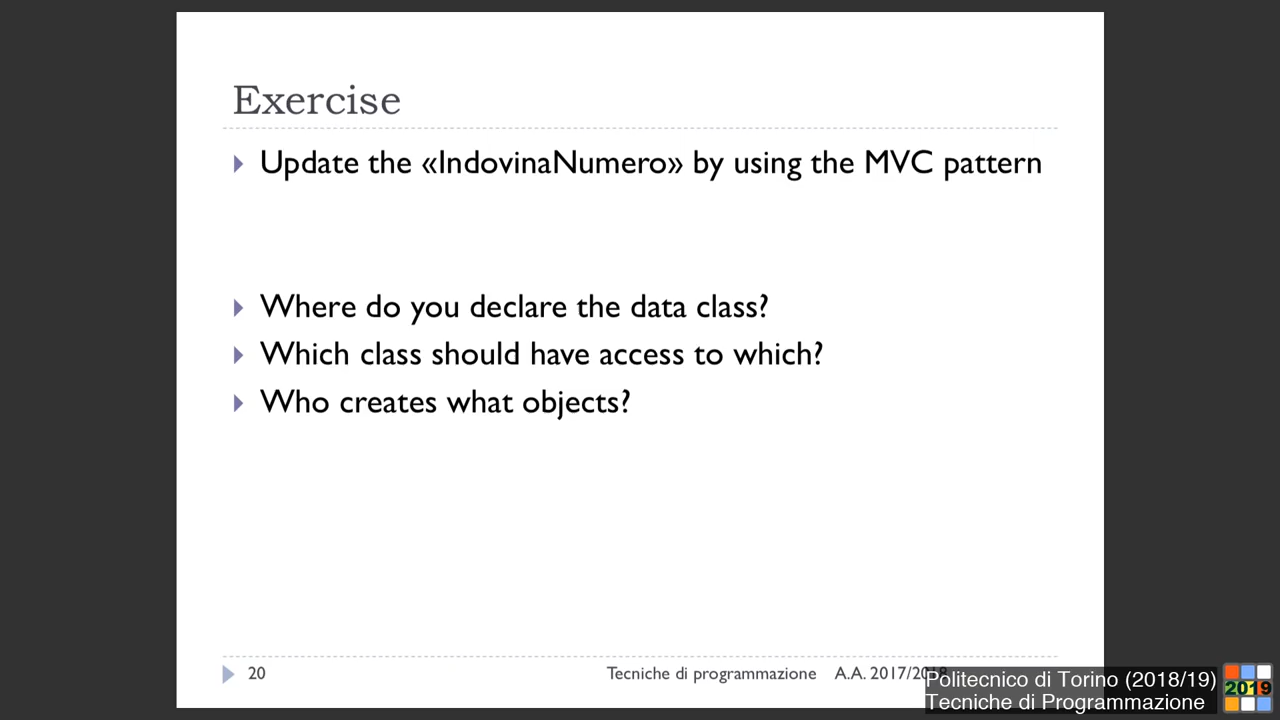 Exercise
Update the «IndovinaNumero» by using the MVC pattern
Where do you declare the data class?
Which class should have access to which?
Who creates what objects?
20
Tecniche di programmazione A.A. 2017/2018
Politecnico di Torino (2018/19)
Tecniche di Programmazione
2019